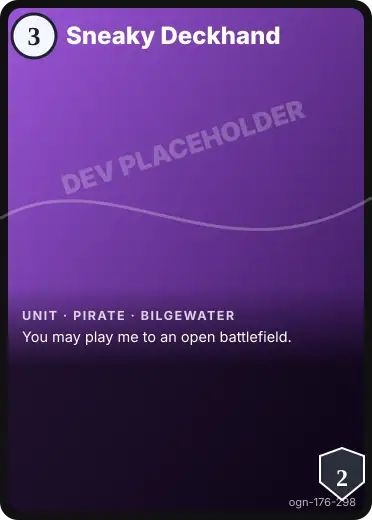 3 Sneaky Deckhand
DEV PLACEHOLDER
UNIT · PIRATE · BILGEWATER
You may play me to an open battlefield.
2
ogn-176-298